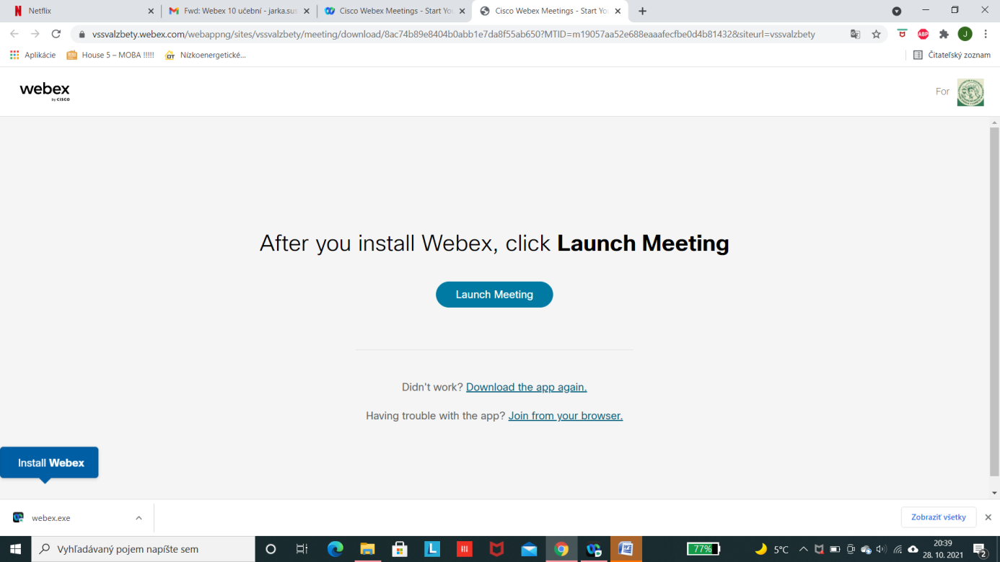 Netflix
Fwd: Webex 10 učební - jarka.sus
Cisco Webex Meetings - Start You
Cisco Webex Meetings - Start You
vssvalzbety.webex.com/webappng/sites/vssvalzbety/meeting/download/8ac74b89e8404b0abb1e7da8f55ab650?MTID=m19057aa52e688eaaafecfbe0d4b81432&siteurl=vssvalzbety
ABP
J
Aplikácie
House 5 – MOBA !!!!!
Nízkoenergetické...
Čitateľský zoznam
webex
by CISCO
For
After you install Webex, click Launch Meeting
Launch Meeting
Didn't work? Download the app again.
Having trouble with the app? Join from your browser.
Install Webex
webex.exe
Zobraziť všetky
Vyhľadávaný pojem napíšte sem
77%
5°C
20:39
28. 10. 2021
2